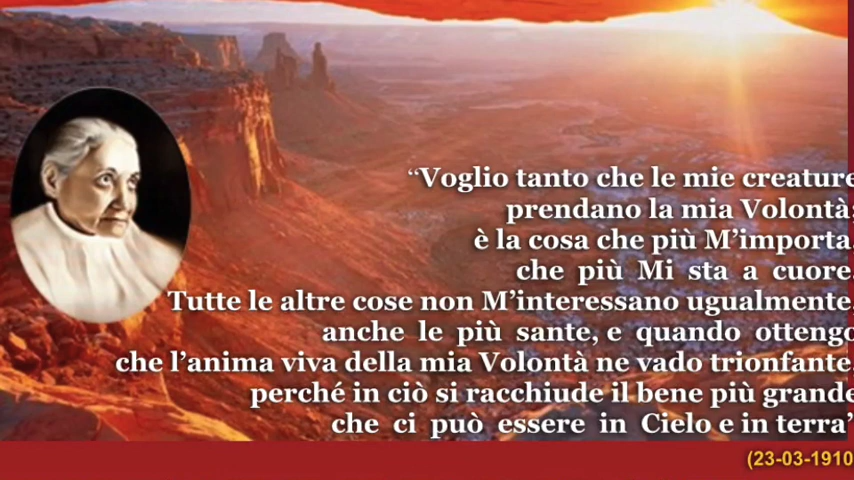 “Voglio tanto che le mie creature
prendano la mia Volontà:
è la cosa che più M’importa,
che più Mi sta a cuore.
Tutte le altre cose non M’interessano ugualmente,
anche le più sante, e quando ottengo
che l’anima viva della mia Volontà ne vado trionfante,
perché in ciò si racchiude il bene più grande
che ci può essere in Cielo e in terra”
(23-03-1910